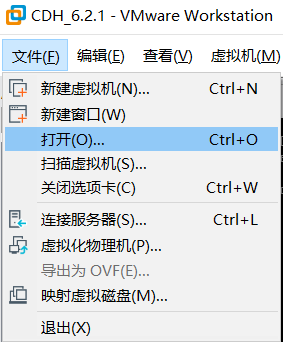 CDH_6.2.1 - VMware Workstation
文件(F) 编辑(E) 查看(V) 虚拟机(M)
新建虚拟机(N)... Ctrl+N
新建窗口(W)
打开(O)... Ctrl+O
扫描虚拟机(S)...
关闭选项卡(C) Ctrl+W
连接服务器(S)... Ctrl+L
虚拟化物理机(P)...
导出为 OVF(E)...
映射虚拟磁盘(M)...
退出(X)